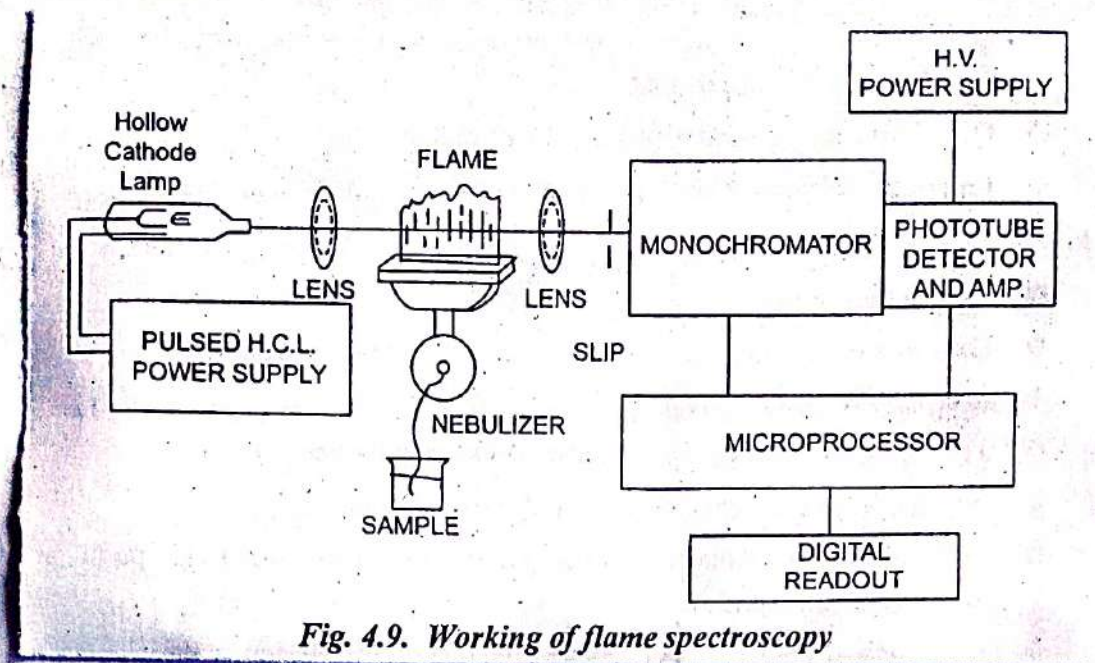 H.V.
POWER SUPPLY
Hollow
Cathode
Lamp
FLAME
LENS
LENS
MONOCHROMATOR
PHOTOTUBE
DETECTOR
AND AMP.
PULSED H.C.L.
POWER SUPPLY
SLIP
NEBULIZER
MICROPROCESSOR
SAMPLE
DIGITAL
READOUT
Fig. 4.9. Working of flame spectroscopy